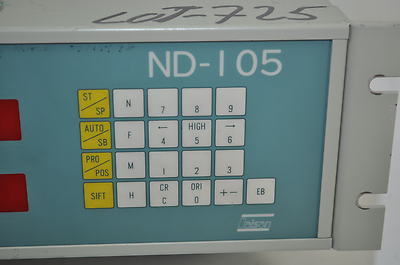 LOT-725
ND-105
ST/SP N 7 8 9
AUTO/SB F ← 4 HIGH 5 → 6
PRO/POS M 1 2 3
SIFT H CR C ORI 0 +- EB